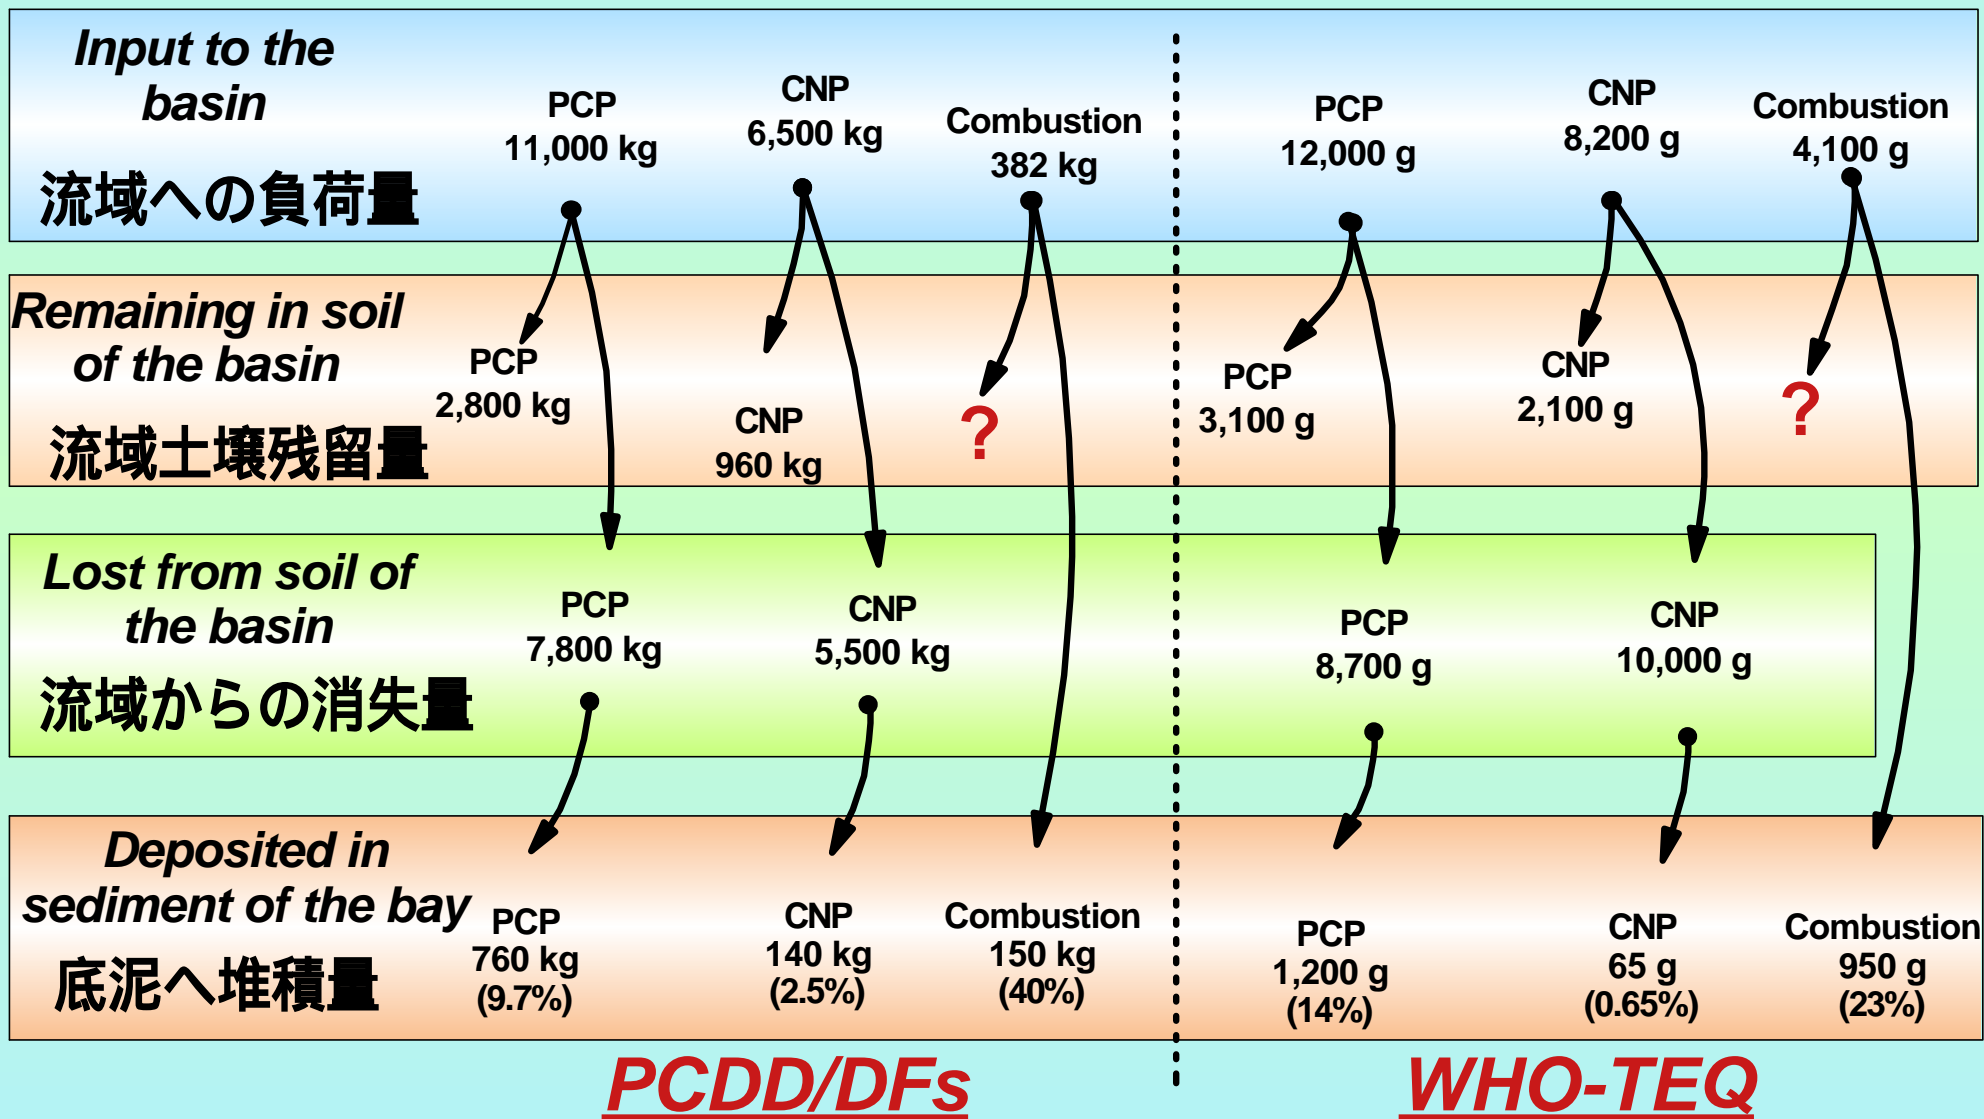 Input to the
basin
流域への負荷量
PCP
11,000 kg
CNP
6,500 kg
Combustion
382 kg
PCP
12,000 g
CNP
8,200 g
Combustion
4,100 g
Remaining in soil
of the basin
流域土壌残留量
PCP
2,800 kg
CNP
960 kg
?
PCP
3,100 g
CNP
2,100 g
?
Lost from soil of
the basin
流域からの消失量
PCP
7,800 kg
CNP
5,500 kg
PCP
8,700 g
CNP
10,000 g
Deposited in
sediment of the bay
底泥へ堆積量
PCP
760 kg
(9.7%)
CNP
140 kg
(2.5%)
Combustion
150 kg
(40%)
PCP
1,200 g
(14%)
CNP
65 g
(0.65%)
Combustion
950 g
(23%)
PCDD/DFs
WHO-TEQ